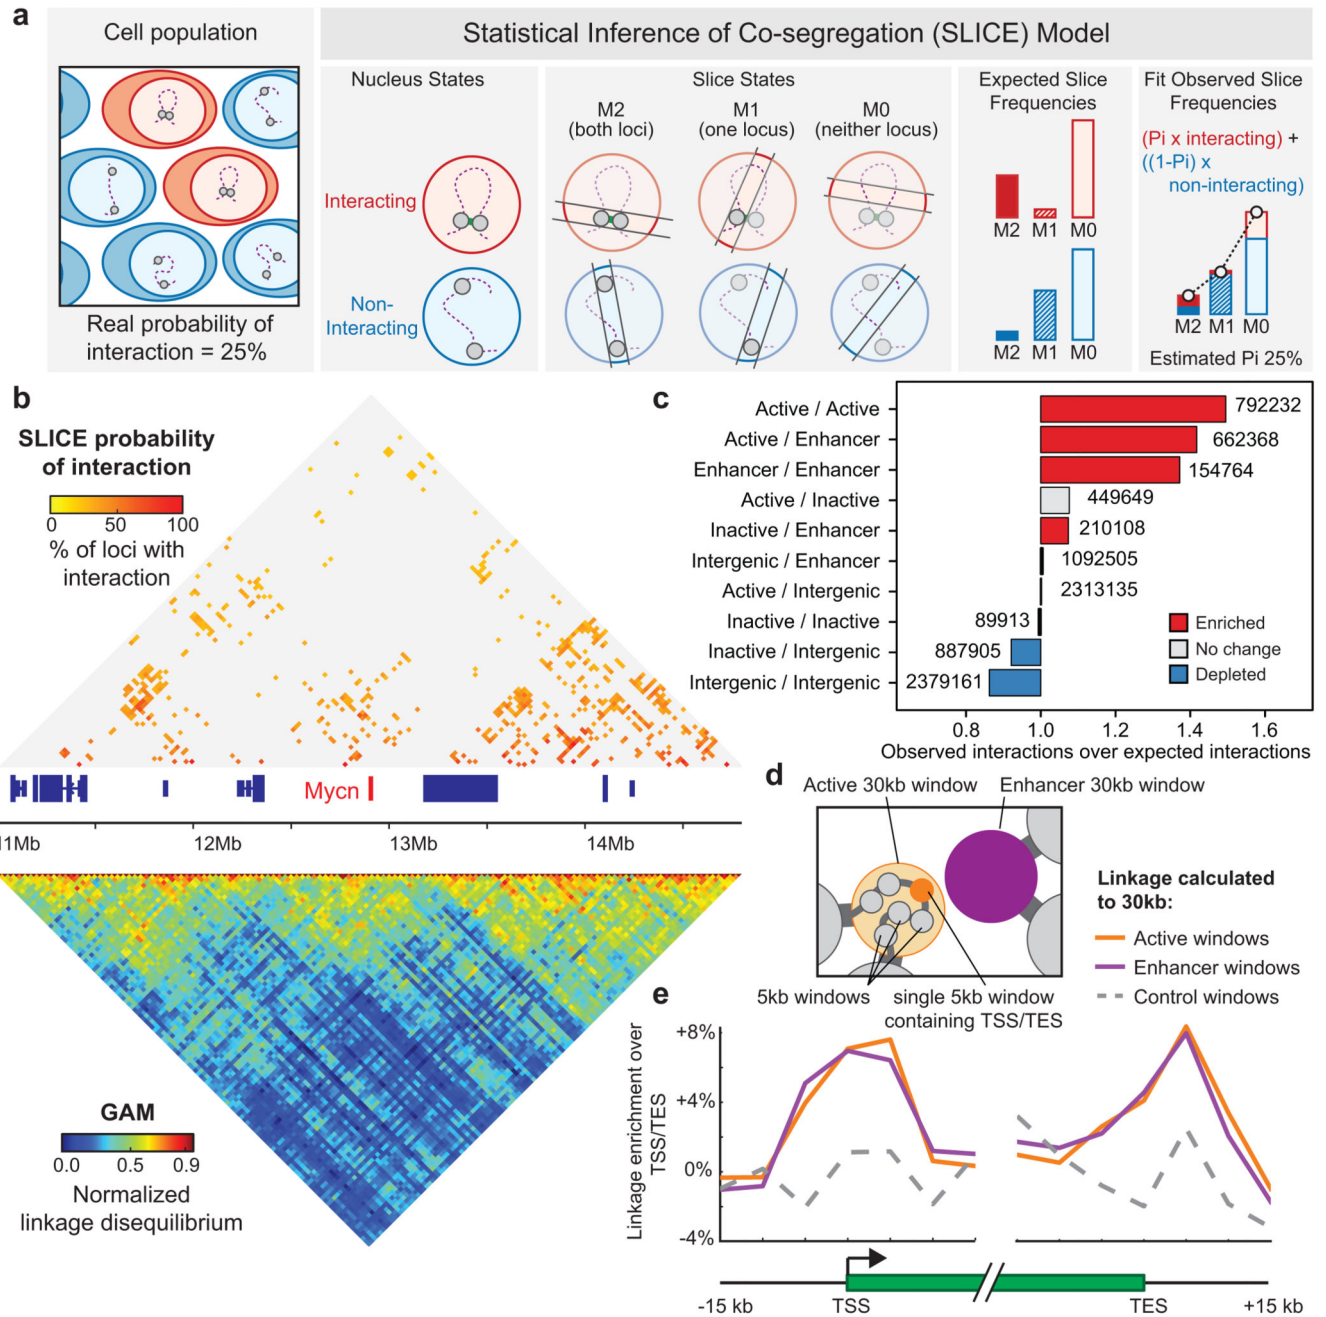 a
Cell population
Real probability of
interaction = 25%
Statistical Inference of Co-segregation (SLICE) Model
Nucleus States
Interacting
Non-
Interacting
Slice States
M2
(both loci)
M1
(one locus)
M0
(neither locus)
Expected Slice
Frequencies
M2 M1 M0
M2 M1 M0
Fit Observed Slice
Frequencies
(Pi x interacting) +
((1-Pi) x
non-interacting)
M2 M1 M0
Estimated Pi 25%
b
SLICE probability
of interaction
0 50 100
% of loci with
interaction
Mycn
11Mb 12Mb 13Mb 14Mb
GAM
0.0 0.5 0.9
Normalized
linkage disequilibrium
c
Active / Active 792232
Active / Enhancer 662368
Enhancer / Enhancer 154764
Active / Inactive 449649
Inactive / Enhancer 210108
Intergenic / Enhancer 1092505
Active / Intergenic 2313135
Inactive / Inactive 89913
Inactive / Intergenic 887905
Intergenic / Intergenic 2379161
Enriched
No change
Depleted
0.8 1.0 1.2 1.4 1.6
Observed interactions over expected interactions
d
Active 30kb window
Enhancer 30kb window
5kb windows
single 5kb window
containing TSS/TES
Linkage calculated
to 30kb:
Active windows
Enhancer windows
Control windows
e
Linkage enrichment over
TSS/TES
+8%
+4%
0%
-4%
-15 kb TSS TES +15 kb